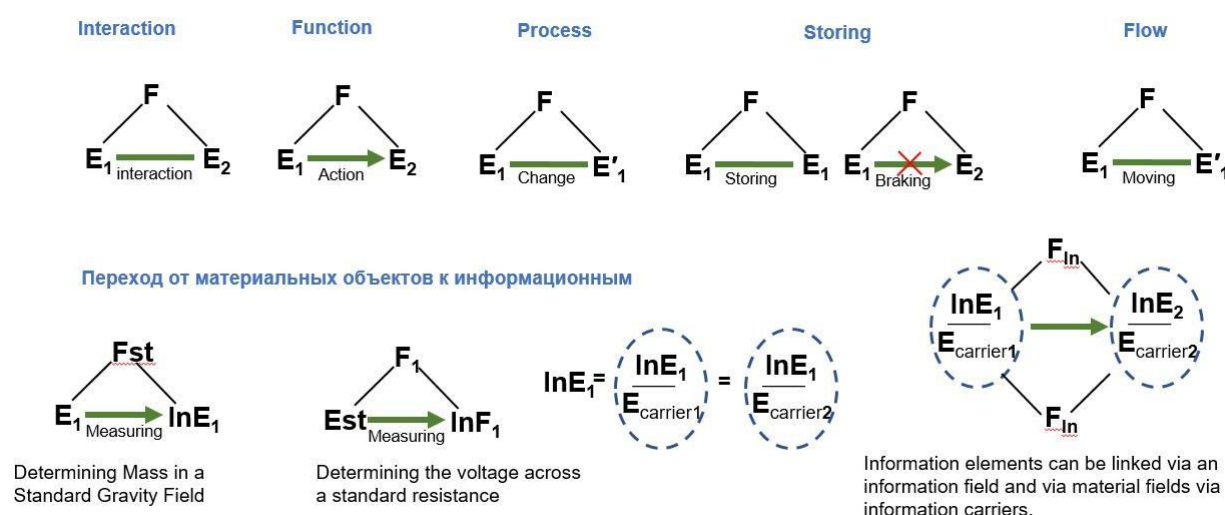 Interaction Function Process Storing Flow
F F F F F F
E1 interaction E2 E1 Action E2 E1 Change E′1 E1 Storing E1 E1 Braking E2 E1 Moving E′1
Переход от материальных объектов к информационным
Fst
E1 Measuring InE1
F1
Est Measuring InF1
InE1= InE1 = InE1
Ecarrier1 Ecarrier2
FIn
InE1 InE2
Ecarrier1 Ecarrier2
FIn
Determining Mass in a
Standard Gravity Field
Determining the voltage across
a standard resistance
Information elements can be linked via an
information field and via material fields via
information carriers.